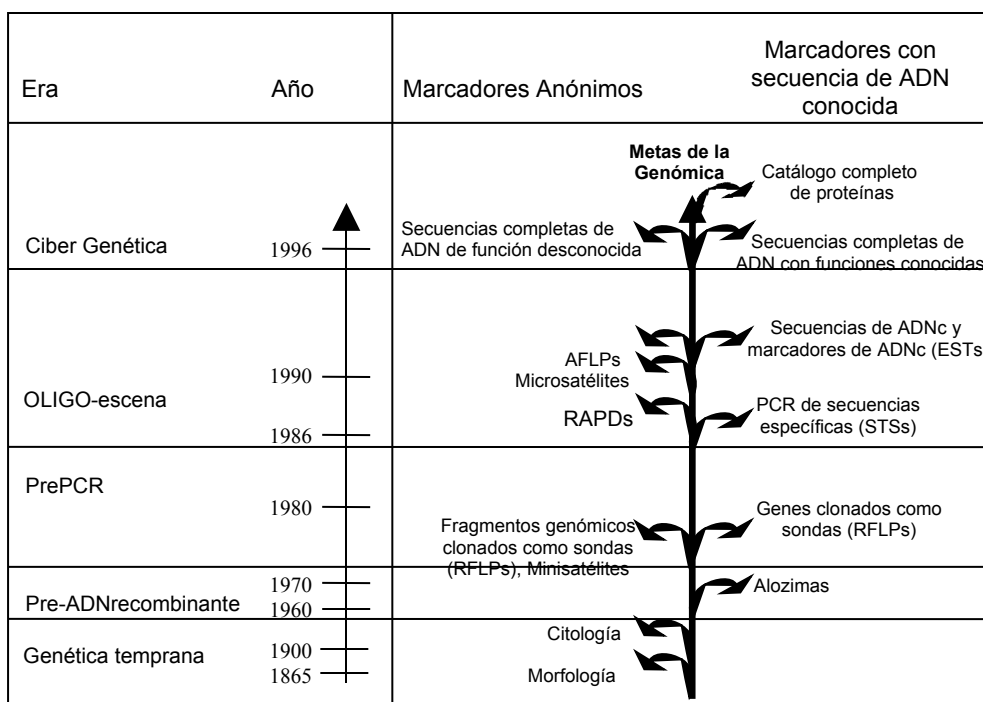 Era
Año
Marcadores Anónimos
Marcadores con
secuencia de ADN
conocida
Metas de la
Genómica
Catálogo completo
de proteínas
Ciber Genética
1996
Secuencias completas de
ADN de función desconocida
Secuencias completas de
ADN con funciones conocidas
OLIGO-escena
1990
1986
AFLPs
Microsatélites
RAPDs
Secuencias de ADNc y
marcadores de ADNc (ESTs
PCR de secuencias
específicas (STSs)
PrePCR
1980
Fragmentos genómicos
clonados como sondas
(RFLPs), Minisatélites
Genes clonados como
sondas (RFLPs)
Pre-ADNrecombinante
1970
1960
Alozimas
Genética temprana
1900
1865
Citología
Morfología